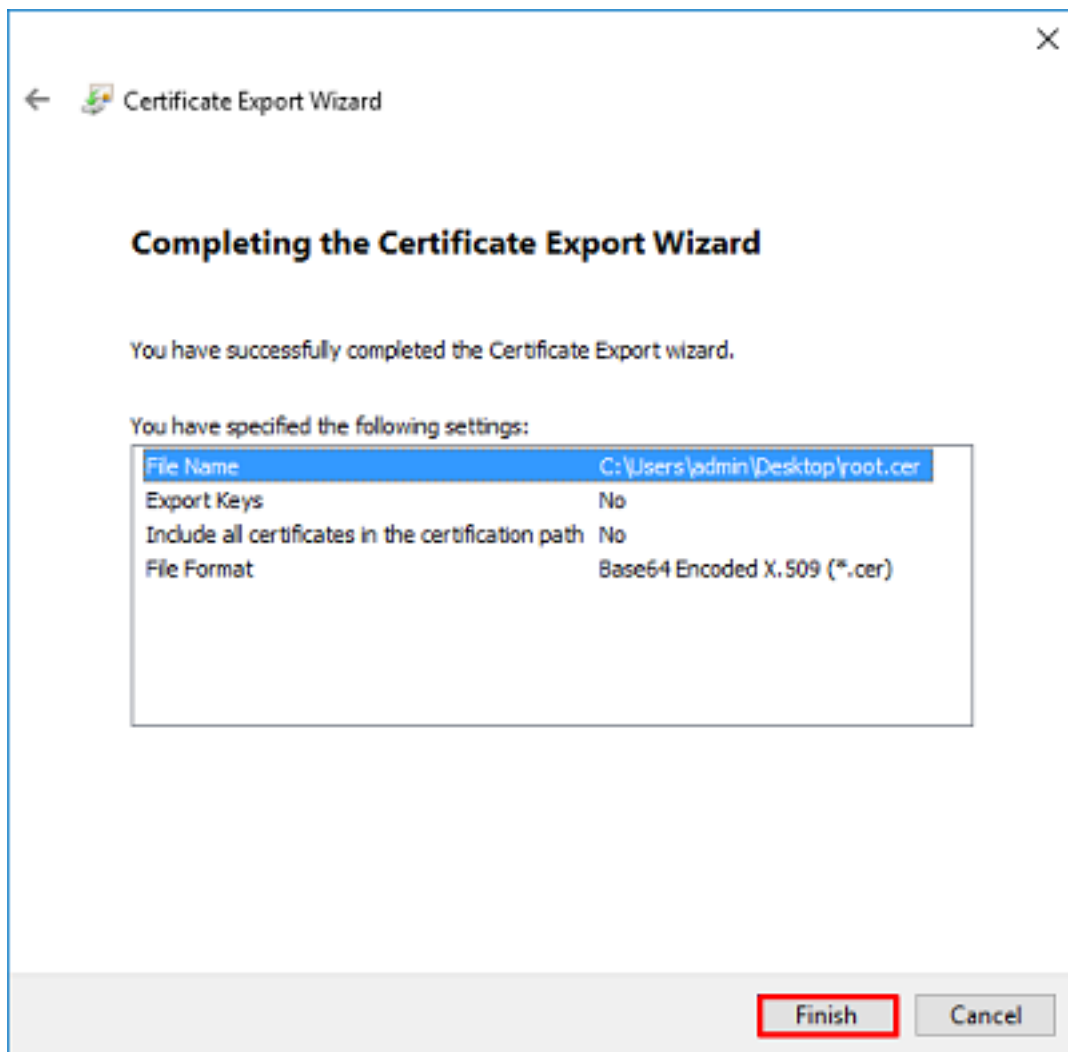 Certificate Export Wizard
Completing the Certificate Export Wizard
You have successfully completed the Certificate Export wizard.
You have specified the following settings:
File Name C:\Users\admin\Desktop\root.cer
Export Keys No
Include all certificates in the certification path No
File Format Base64 Encoded X.509 (*.cer)
Finish Cancel